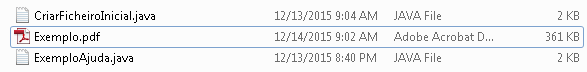 CriarFicheiroInicial.java 12/13/2015 9:04 AM JAVA File 2 KB
Exemplo.pdf 12/14/2015 9:02 AM Adobe Acrobat D... 361 KB
ExemploAjuda.java 12/13/2015 8:40 PM JAVA File 2 KB